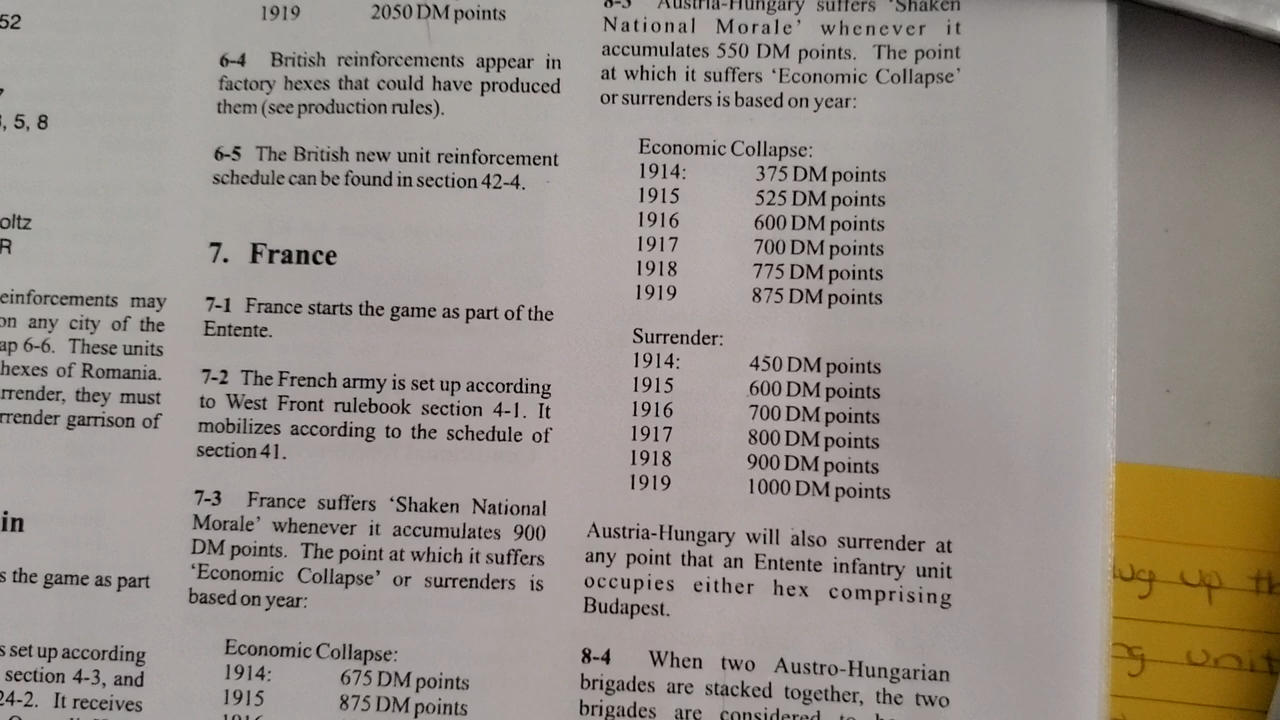 52
, 5, 8
oltz
R
einforcements may
on any city of the
ap 6-6. These units
hexes of Romania.
rrender, they must
rrender garrison of
in
s the game as part
s set up according
section 4-3, and
24-2. It receives
1919 2050 DM points
6-4 British reinforcements appear in
factory hexes that could have produced
them (see production rules).
6-5 The British new unit reinforcement
schedule can be found in section 42-4.
7. France
7-1 France starts the game as part of the
Entente.
7-2 The French army is set up according
to West Front rulebook section 4-1. It
mobilizes according to the schedule of
section 41.
7-3 France suffers ‘Shaken National
Morale’ whenever it accumulates 900
DM points. The point at which it suffers
‘Economic Collapse’ or surrenders is
based on year:
Economic Collapse:
1914: 675 DM points
1915 875 DM points
1916
8-3 Austria-Hungary suffers ‘Shaken
National Morale’ whenever it
accumulates 550 DM points. The point
at which it suffers ‘Economic Collapse’
or surrenders is based on year:
Economic Collapse:
1914: 375 DM points
1915 525 DM points
1916 600 DM points
1917 700 DM points
1918 775 DM points
1919 875 DM points
Surrender:
1914: 450 DM points
1915 600 DM points
1916 700 DM points
1917 800 DM points
1918 900 DM points
1919 1000 DM points
Austria-Hungary will also surrender at
any point that an Entente infantry unit
occupies either hex comprising
Budapest.
8-4 When two Austro-Hungarian
brigades are stacked together, the two
brigades are considered to
ug up th
ng unit